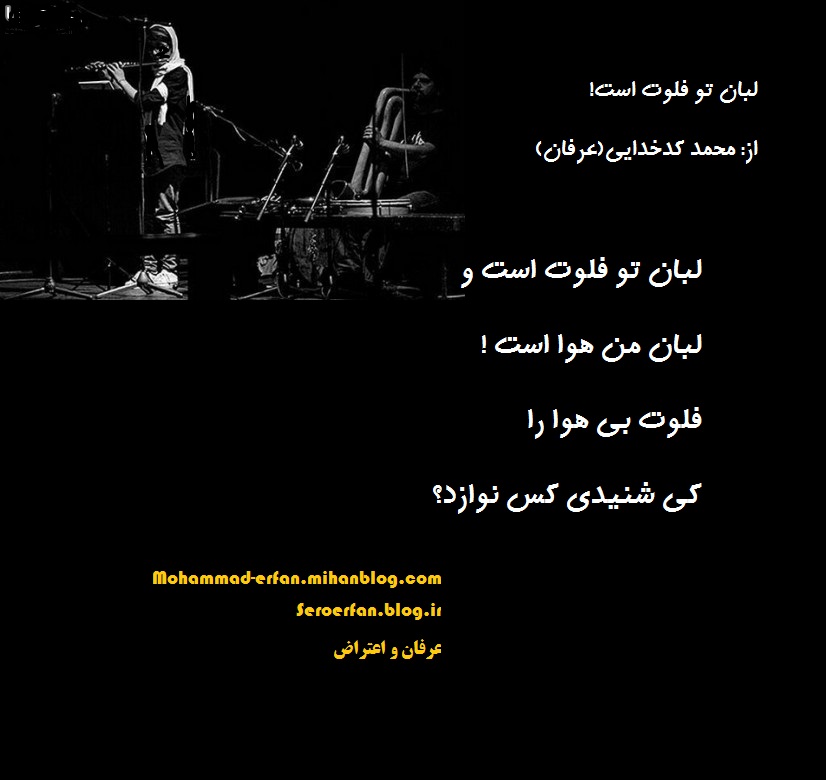 لبان تو فلوت است!
از: محمد کدخدایی(عرفان)
لبان تو فلوت است و
لبان من هوا است !
فلوت بی هوا را
کی شنیدی کس نوازد؟
Mohammad-erfan.mihanblog.com
Seroerfan.blog.ir
عرفان و اعتراض